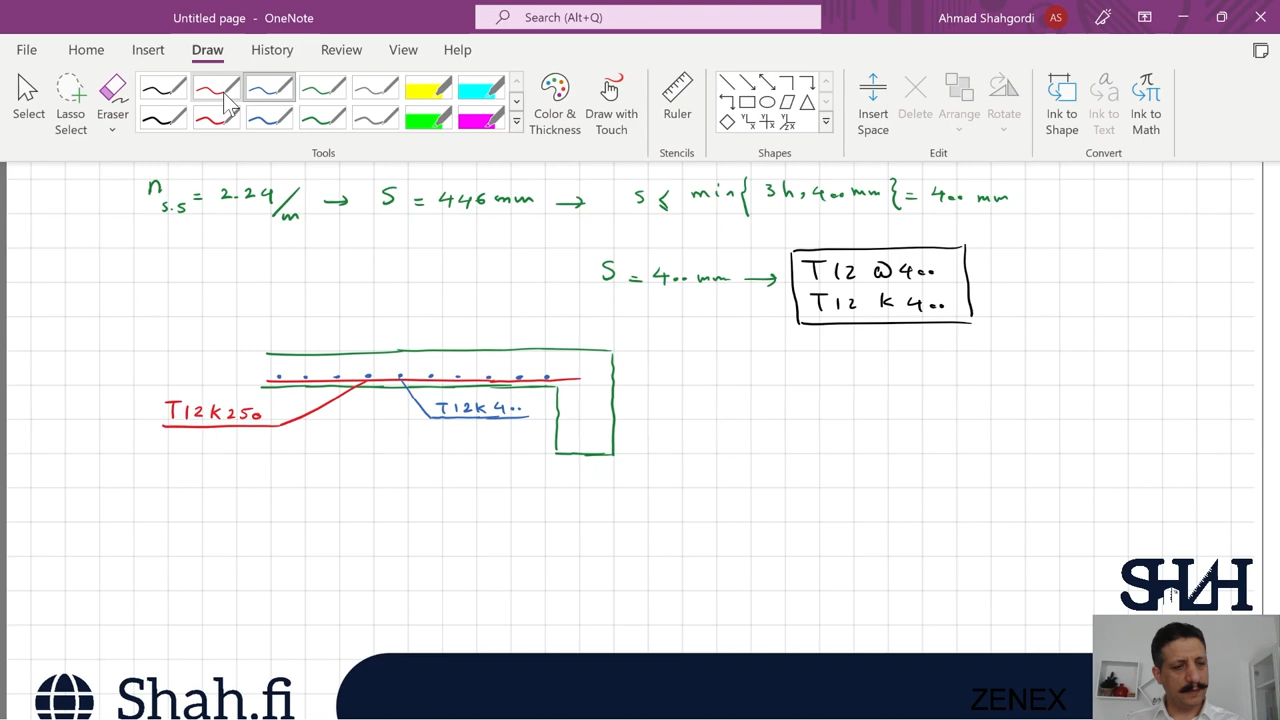 Untitled page - OneNote
Search (Alt+Q)
Ahmad Shahgordi
AS
File Home Insert Draw History Review View Help
Select
Lasso Select
Eraser
Color & Thickness
Draw with Touch
Ruler
Insert Space
Delete
Arrange
Rotate
Ink to Shape
Ink to Text
Ink to Math
Tools
Stencils
Shapes
Edit
Convert
n s.s = 2.24/m → S = 446 mm → s ≤ min{3h, 400 mm} = 400 mm
S = 400 mm → T12 @ 400
T12 K 400
T12K250
T12K400
SHAH
Shah.fi
ZENEX